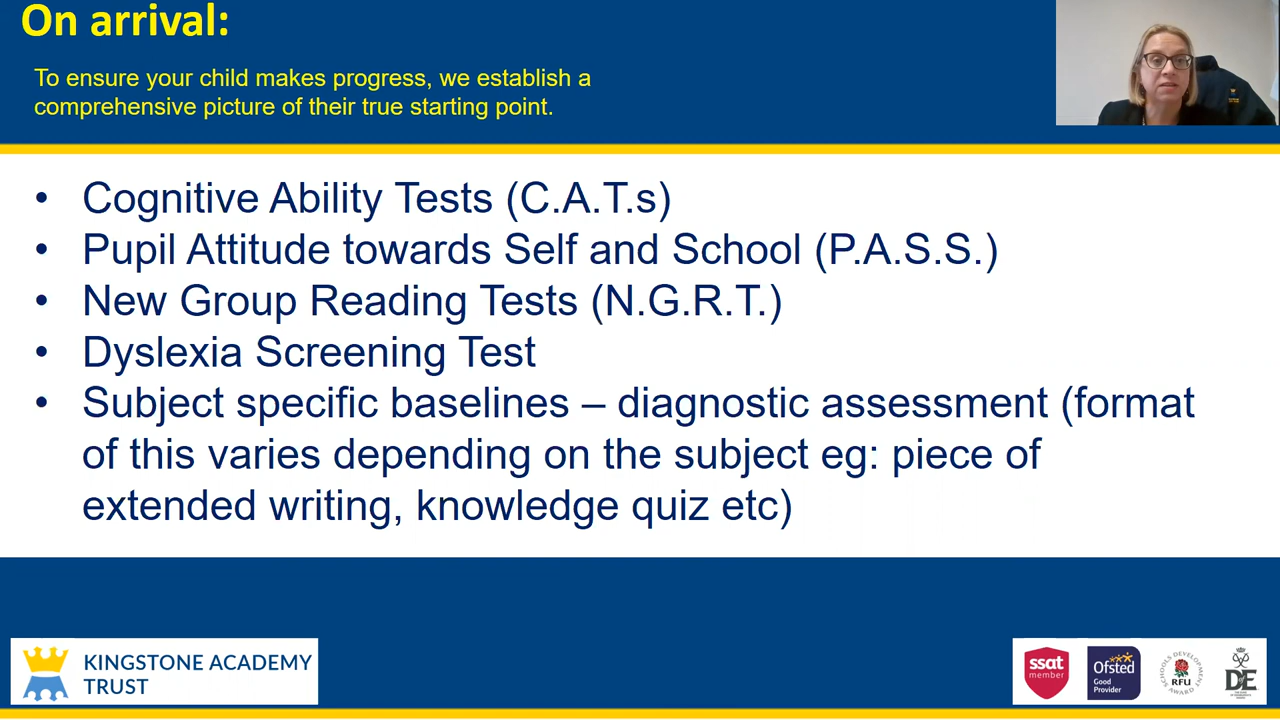 On arrival:
To ensure your child makes progress, we establish a
comprehensive picture of their true starting point.
• Cognitive Ability Tests (C.A.T.s)
• Pupil Attitude towards Self and School (P.A.S.S.)
• New Group Reading Tests (N.G.R.T.)
• Dyslexia Screening Test
• Subject specific baselines – diagnostic assessment (format
of this varies depending on the subject eg: piece of
extended writing, knowledge quiz etc)
KINGSTONE ACADEMY
TRUST
ssat
member
Ofsted
Good
Provider
SCHOOLS DEVELOPMENT
RFU
AWARD
DE